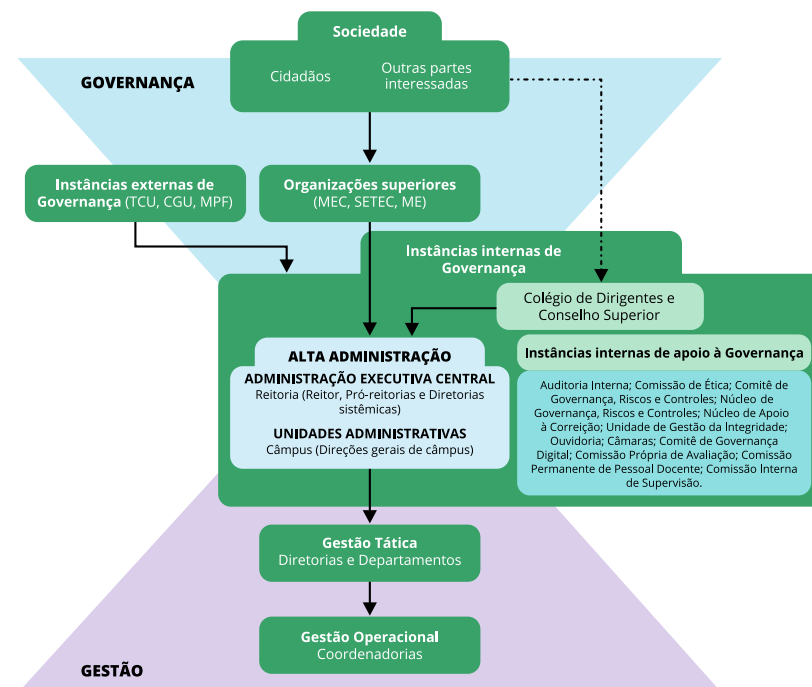 Sociedade
GOVERNANÇA
Cidadãos
Outras partes
interessadas
Instâncias externas de
Governança (TCU, CGU, MPF)
Organizações superiores
(MEC, SETEC, ME)
Instâncias internas de
Governança
Colégio de Dirigentes e
Conselho Superior
ALTA ADMINISTRAÇÃO
ADMINISTRAÇÃO EXECUTIVA CENTRAL
Reitoria (Reitor, Pró-reitorias e Diretorias
sistêmicas)
UNIDADES ADMINISTRATIVAS
Câmpus (Direções gerais de câmpus)
Instâncias internas de apoio à Governança
Auditoria Interna; Comissão de Ética; Comitê de
Governança, Riscos e Controles; Núcleo de
Governança, Riscos e Controles; Núcleo de Apoio
à Correição; Unidade de Gestão da Integridade;
Ouvidoria; Câmaras; Comitê de Governança
Digital; Comissão Própria de Avaliação; Comissão
Permanente de Pessoal Docente; Comissão Interna
de Supervisão.
Gestão Tática
Diretorias e Departamentos
Gestão Operacional
Coordenadorias
GESTÃO